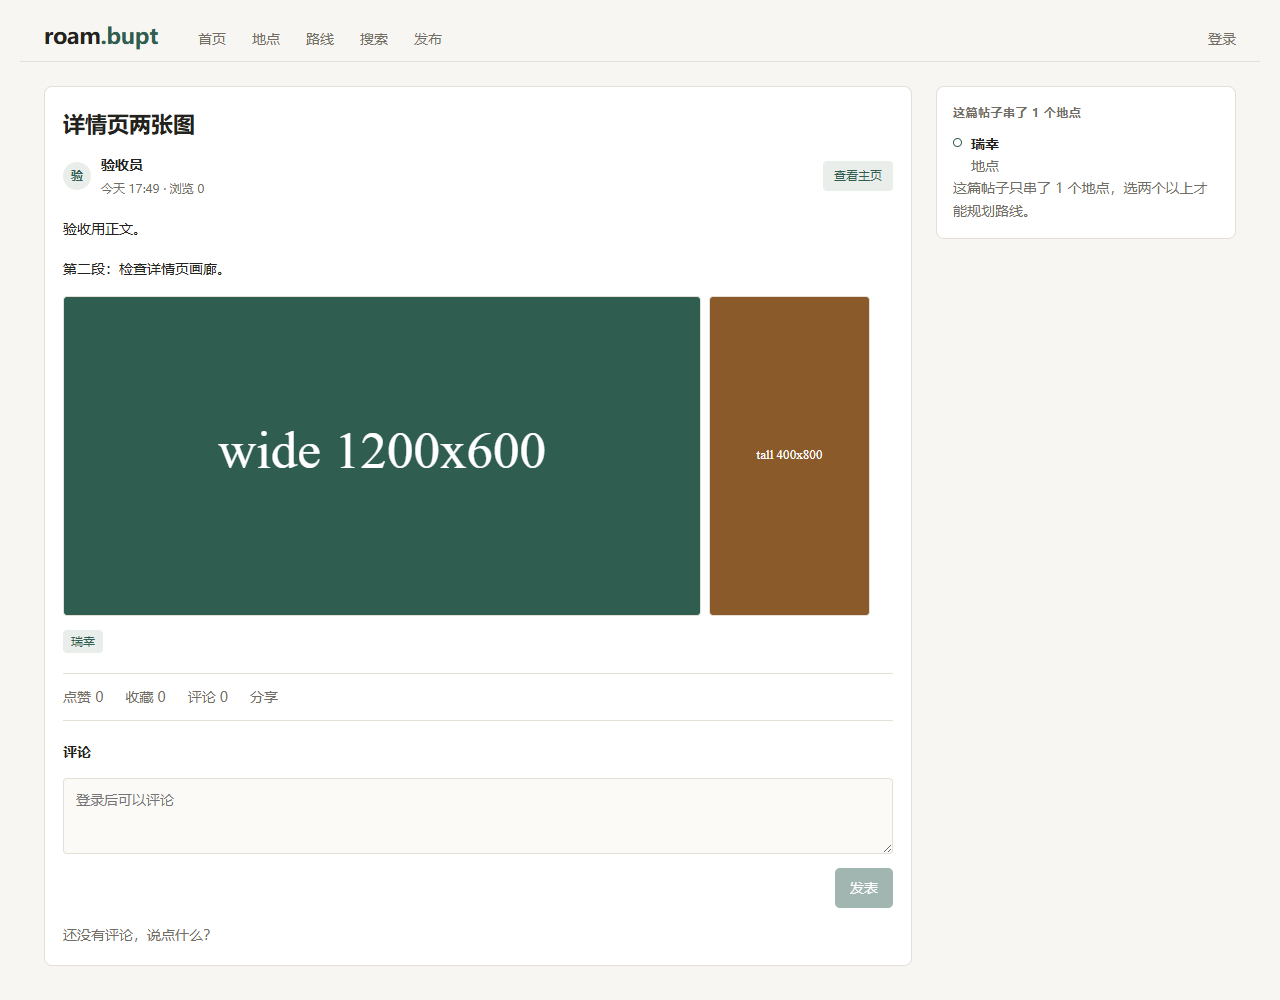 roam.bupt
首页
地点
路线
搜索
发布
登录
详情页两张图
验
验收员
今天 17:49 · 浏览 0
查看主页
验收用正文。
第二段：检查详情页画廊。
wide 1200x600
tall 400x800
瑞幸
点赞 0
收藏 0
评论 0
分享
评论
登录后可以评论
发表
还没有评论，说点什么？
这篇帖子串了 1 个地点
瑞幸
地点
这篇帖子只串了 1 个地点，选两个以上才
能规划路线。